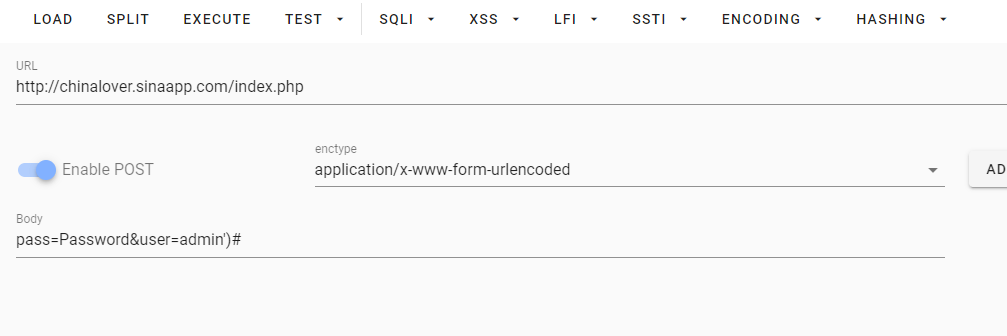 LOAD SPLIT EXECUTE TEST SQLI XSS LFI SSTI ENCODING HASHING
URL
http://chinalover.sinaapp.com/index.php
enctype
Enable POST application/x-www-form-urlencoded AD
Body
pass=Password&user=admin')#